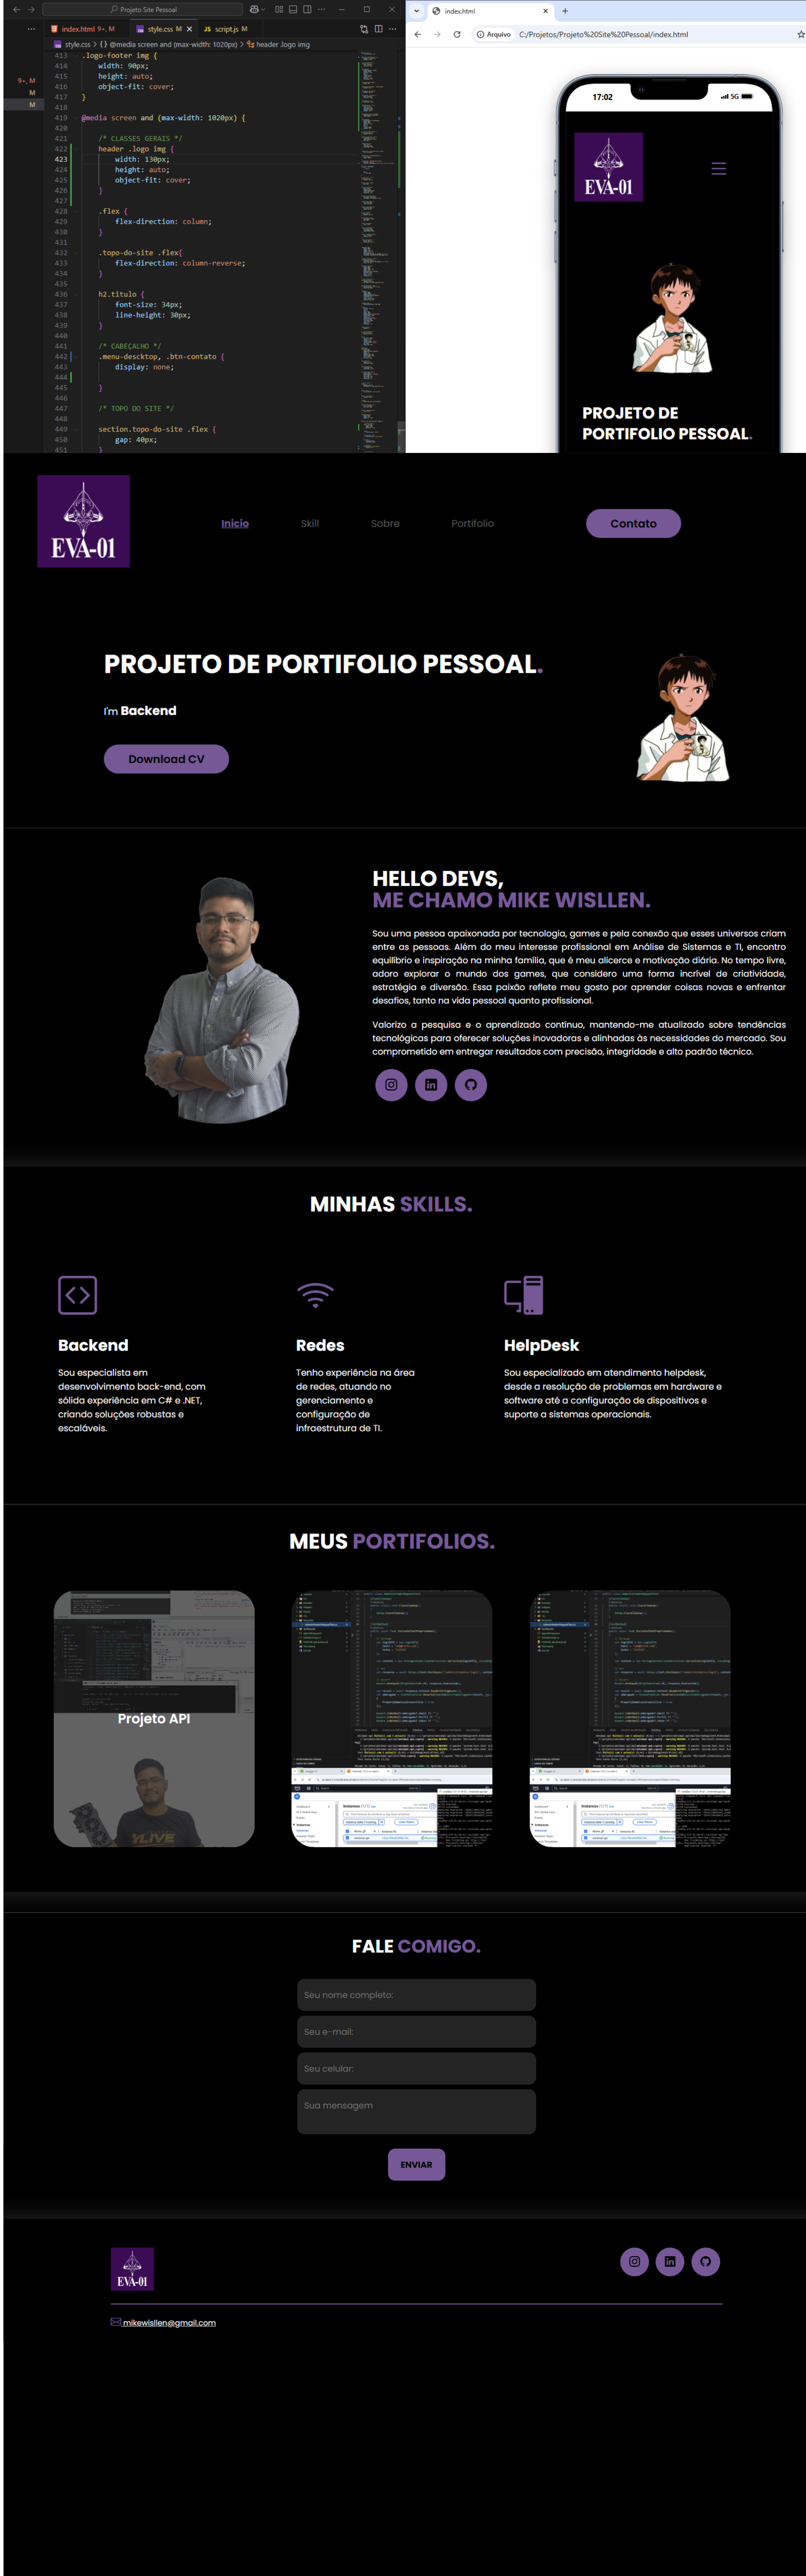 Projeto Site Pessoal
index.html 9+, M
style.css M
script.js M
style.css > {} @media screen and (max-width: 1020px) > header .logo img
9+, M
M
M
413 .logo-footer img {
414 width: 90px;
415 height: auto;
416 object-fit: cover;
417 }
418
419 @media screen and (max-width: 1020px) {
420
421 /* CLASSES GERAIS */
422 header .logo img {
423 width: 130px;
424 height: auto;
425 object-fit: cover;
426 }
427
428 .flex {
429 flex-direction: column;
430 }
431
432 .topo-do-site .flex{
433 flex-direction: column-reverse;
434 }
435
436 h2.titulo {
437 font-size: 34px;
438 line-height: 30px;
439 }
440
441 /* CABEÇALHO */
442 .menu-descktop, .btn-contato {
443 display: none;
444
445 }
446
447 /* TOPO DO SITE */
448
449 section.topo-do-site .flex {
450 gap: 40px;
451 }
index.html
Arquivo
C:/Projetos/Projeto%20Site%20Pessoal/index.html
17:02
5G
EVA-01
PROJETO DE
PORTIFOLIO PESSOAL.
EVA-01
Inicio
Skill
Sobre
Portifolio
Contato
PROJETO DE PORTIFOLIO PESSOAL.
I'm Backend
Download CV
HELLO DEVS,
ME CHAMO MIKE WISLLEN.
Sou uma pessoa apaixonada por tecnologia, games e pela conexão que esses universos criam
entre as pessoas. Além do meu interesse profissional em Análise de Sistemas e TI, encontro
equilíbrio e inspiração na minha família, que é meu alicerce e motivação diária. No tempo livre,
adoro explorar o mundo dos games, que considero uma forma incrível de criatividade,
estratégia e diversão. Essa paixão reflete meu gosto por aprender coisas novas e enfrentar
desafios, tanto na vida pessoal quanto profissional.
Valorizo a pesquisa e o aprendizado contínuo, mantendo-me atualizado sobre tendências
tecnológicas para oferecer soluções inovadoras e alinhadas às necessidades do mercado. Sou
comprometido em entregar resultados com precisão, integridade e alto padrão técnico.
MINHAS SKILLS.
Backend
Sou especialista em
desenvolvimento back-end, com
sólida experiência em C# e .NET,
criando soluções robustas e
escaláveis.
Redes
Tenho experiência na área
de redes, atuando no
gerenciamento e
configuração de
infraestrutura de TI.
HelpDesk
Sou especializado em atendimento helpdesk,
desde a resolução de problemas em hardware e
software até a configuração de dispositivos e
suporte a sistemas operacionais.
MEUS PORTIFOLIOS.
Projeto API
YLIVE
FALE COMIGO.
Seu nome completo:
Seu e-mail:
Seu celular:
Sua mensagem
ENVIAR
EVA-01
mikewisllen@gmail.com